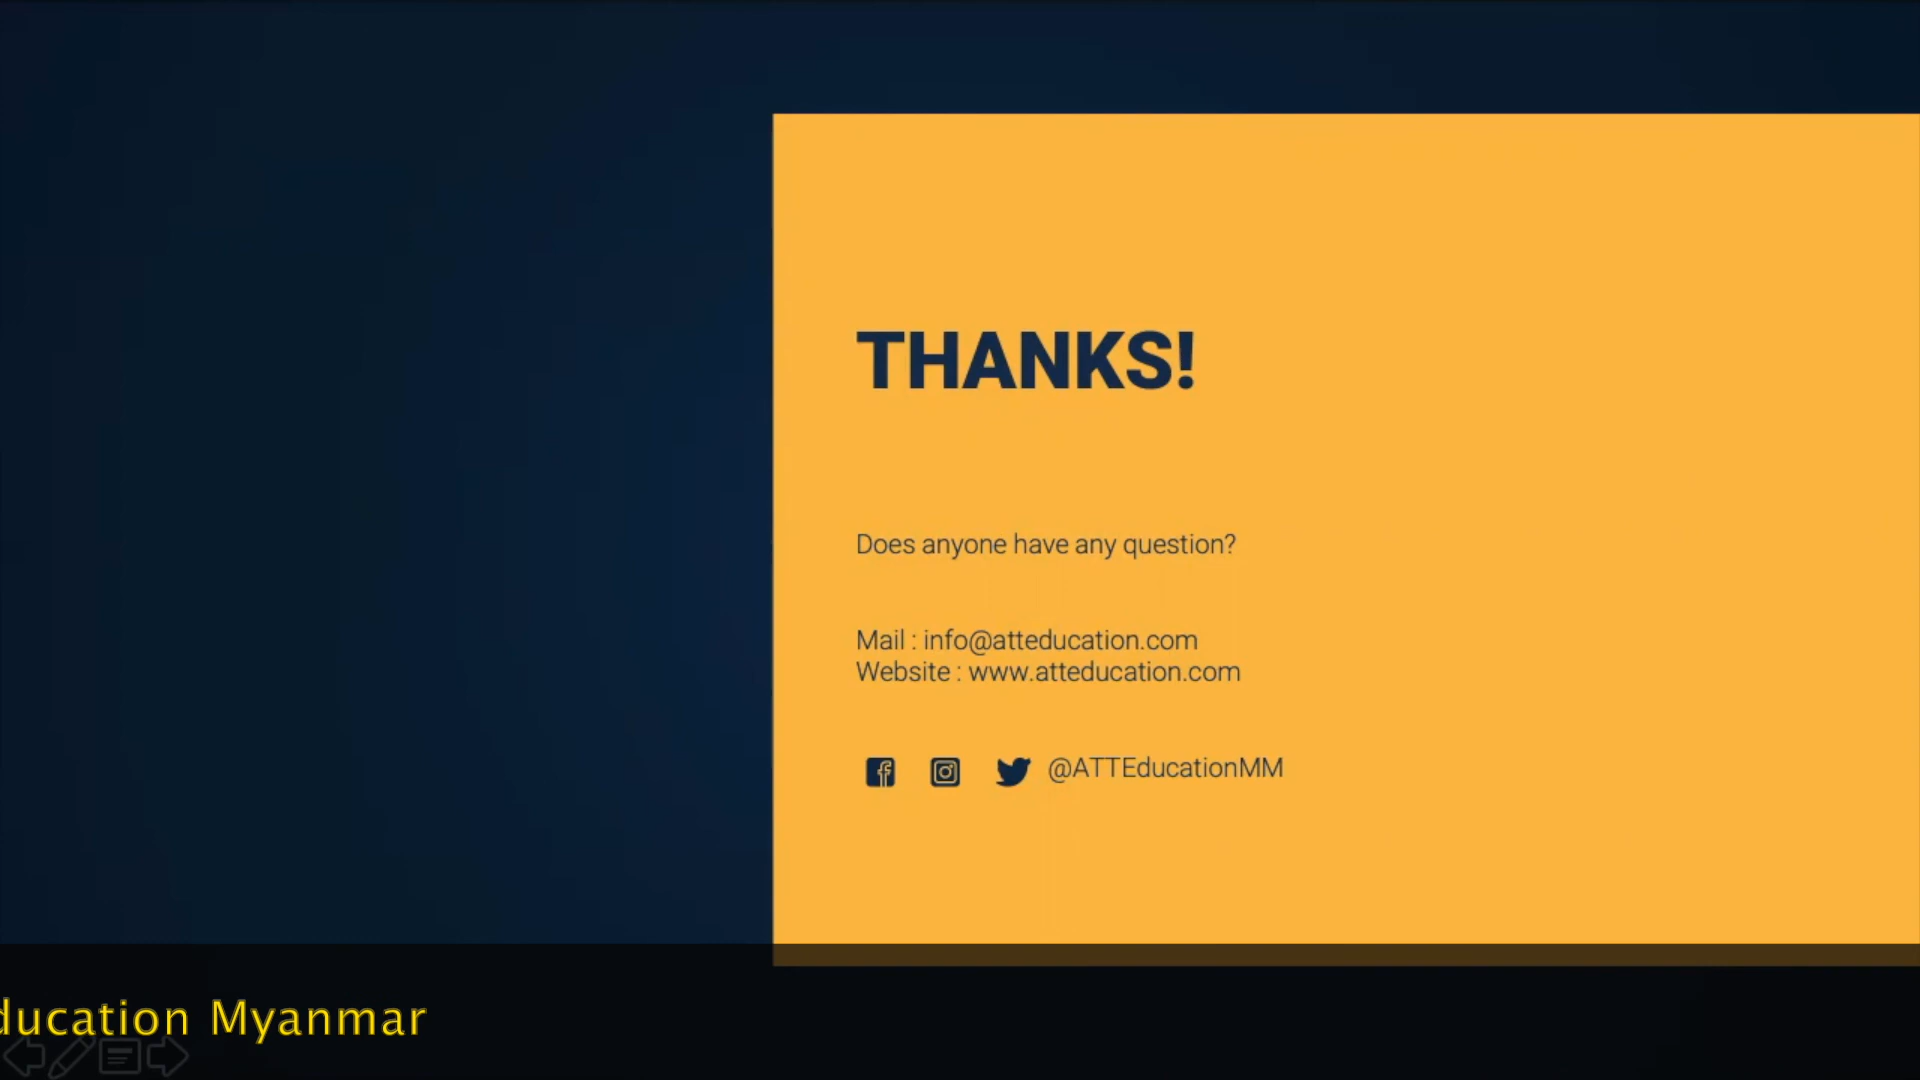 THANKS!
Does anyone have any question?
Mail : info@atteducation.com
Website : www.atteducation.com
@ATTEducationMM
ducation Myanmar